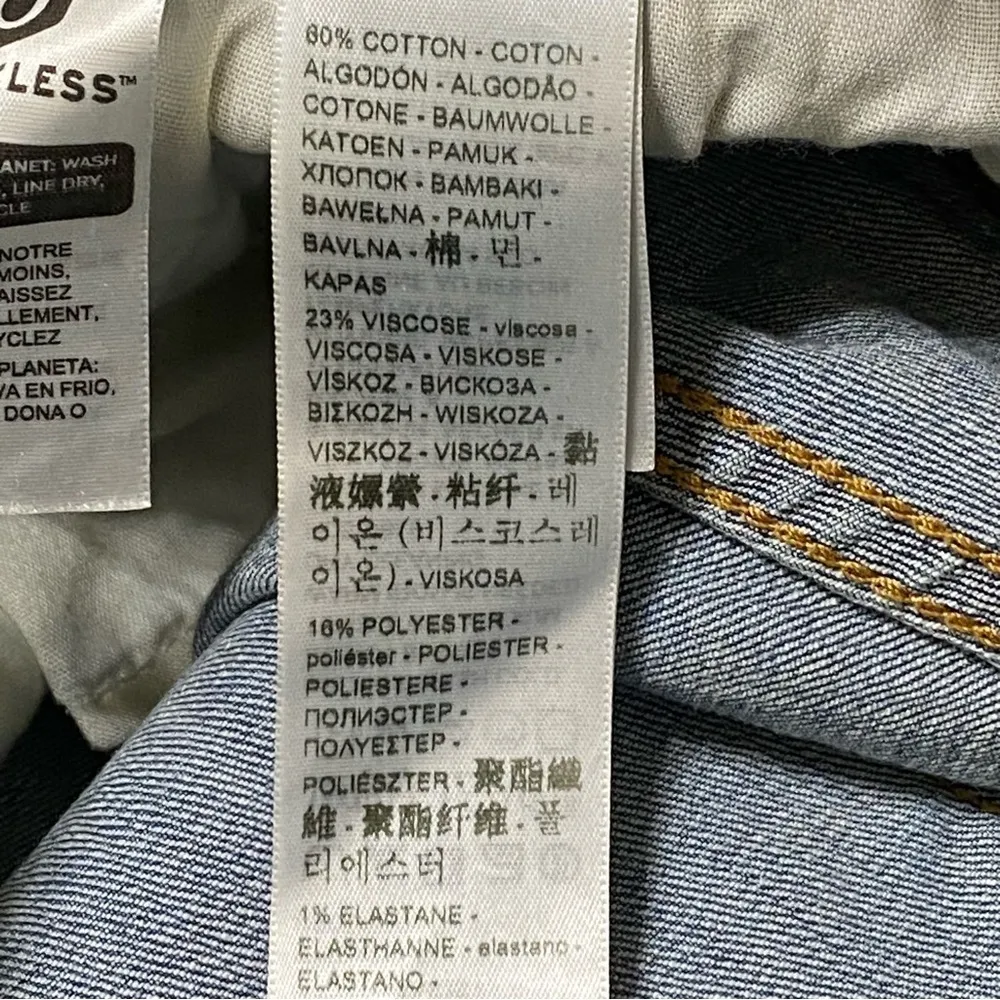 LESS™
ANET: WASH
, LINE DRY,
CLE
NOTRE
MOINS,
AISSEZ
LLEMENT,
YCLEZ
PLANETA:
VA EN FRIO,
DONA O
60% COTTON - COTON -
ALGODÓN - ALGODÃO -
COTONE - BAUMWOLLE -
KATOEN - PAMUK -
ХЛОПОК - BAMBAKI -
BAWEŁNA - PAMUT -
BAVLNA - 棉 - 면 -
KAPAS
23% VISCOSE - viscosa -
VISCOSA - VISKOSE -
VİSKOZ - ВИСКОЗА -
ΒΙΣΚΟΖΗ - WISKOZA -
VISZKÓZ - VISKÓZA - 黏
液嫘縈 - 粘纤 - 레
이온 (비스코스레
이온) - VISKOSA
16% POLYESTER -
poliéster - POLIESTER -
POLIESTERE -
ПОЛИЭСТЕР -
ΠΟΛΥΕΣΤΕΡ -
POLIÉSZTER - 聚酯纖
維 - 聚酯纤维 - 폴
리에스터
1% ELASTANE -
ELASTHANNE - elastano -
ELASTANO -